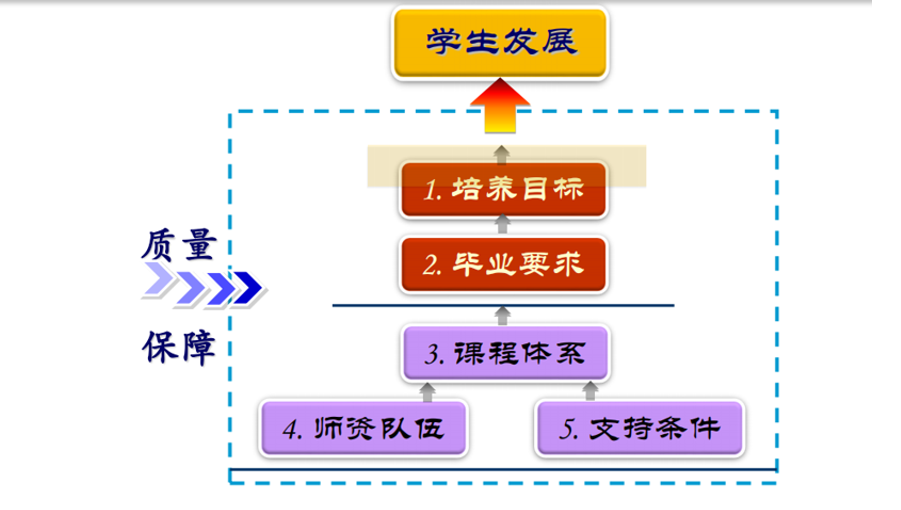 学生发展
1. 培养目标
2. 毕业要求
质量
保障
3. 课程体系
4. 师资队伍
5. 支持条件